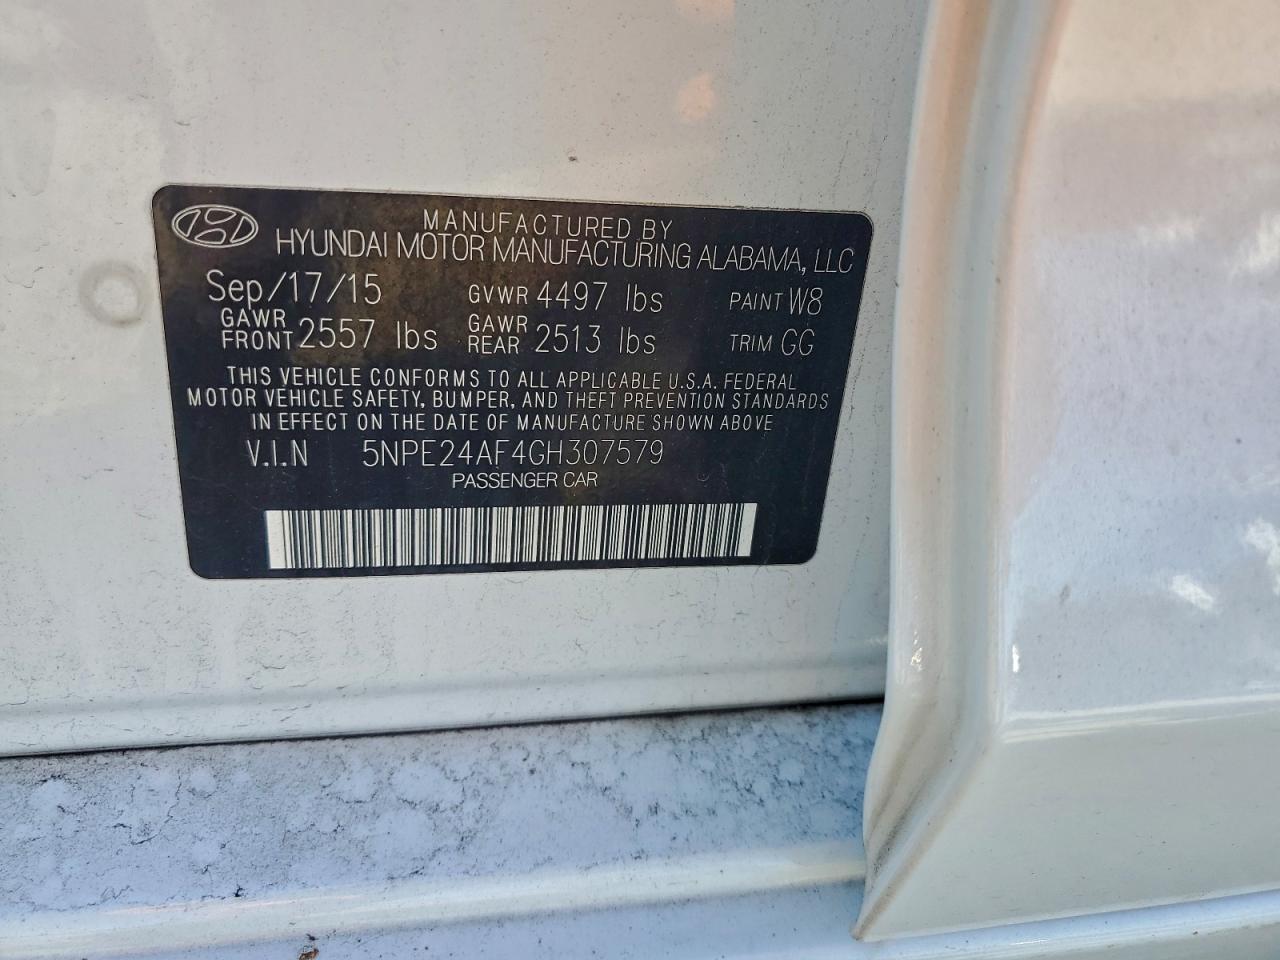 MANUFACTURED BY
HYUNDAI MOTOR MANUFACTURING ALABAMA, LLC
Sep/17/15 GVWR 4497 lbs PAINT W8
GAWR FRONT 2557 lbs GAWR REAR 2513 lbs TRIM GG
THIS VEHICLE CONFORMS TO ALL APPLICABLE U.S.A. FEDERAL
MOTOR VEHICLE SAFETY, BUMPER, AND THEFT PREVENTION STANDARDS
IN EFFECT ON THE DATE OF MANUFACTURE SHOWN ABOVE
V.I.N 5NPE24AF4GH307579
PASSENGER CAR